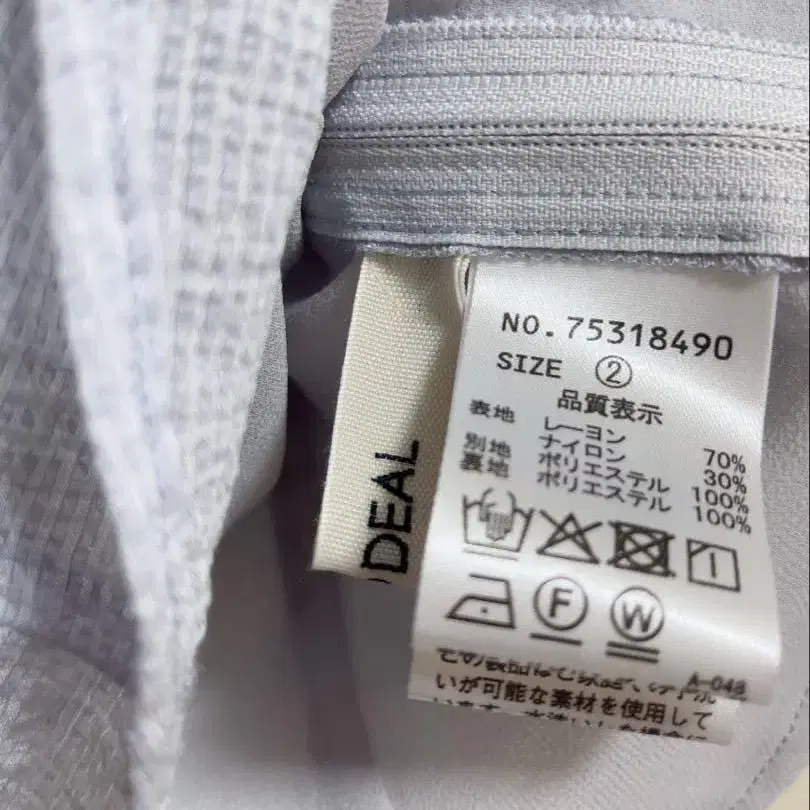 NO.75318490
SIZE ②
品質表示
表地 レーヨン 70%
ナイロン 30%
別地 ポリエステル 100%
裏地 ポリエステル 100%
F W
A-048
いが可能な素材を使用して
DEAL